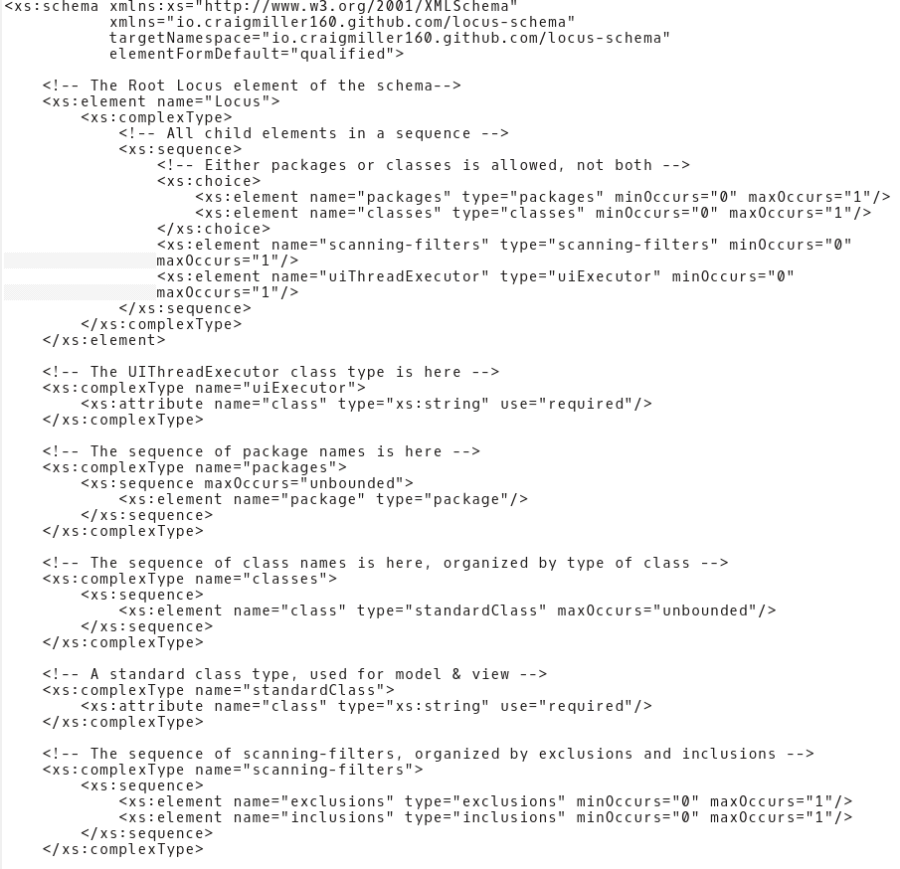 <xs:schema xmlns:xs="http://www.w3.org/2001/XMLSchema"
           xmlns="io.craigmiller160.github.com/locus-schema"
           targetNamespace="io.craigmiller160.github.com/locus-schema"
           elementFormDefault="qualified">

    <!-- The Root Locus element of the schema-->
    <xs:element name="Locus">
        <xs:complexType>
            <!-- All child elements in a sequence -->
            <xs:sequence>
                <!-- Either packages or classes is allowed, not both -->
                <xs:choice>
                    <xs:element name="packages" type="packages" minOccurs="0" maxOccurs="1"/>
                    <xs:element name="classes" type="classes" minOccurs="0" maxOccurs="1"/>
                </xs:choice>
                <xs:element name="scanning-filters" type="scanning-filters" minOccurs="0"
                maxOccurs="1"/>
                <xs:element name="uiThreadExecutor" type="uiExecutor" minOccurs="0"
                maxOccurs="1"/>
            </xs:sequence>
        </xs:complexType>
    </xs:element>

    <!-- The UIThreadExecutor class type is here -->
    <xs:complexType name="uiExecutor">
        <xs:attribute name="class" type="xs:string" use="required"/>
    </xs:complexType>

    <!-- The sequence of package names is here -->
    <xs:complexType name="packages">
        <xs:sequence maxOccurs="unbounded">
            <xs:element name="package" type="package"/>
        </xs:sequence>
    </xs:complexType>

    <!-- The sequence of class names is here, organized by type of class -->
    <xs:complexType name="classes">
        <xs:sequence>
            <xs:element name="class" type="standardClass" maxOccurs="unbounded"/>
        </xs:sequence>
    </xs:complexType>

    <!-- A standard class type, used for model & view -->
    <xs:complexType name="standardClass">
        <xs:attribute name="class" type="xs:string" use="required"/>
    </xs:complexType>

    <!-- The sequence of scanning-filters, organized by exclusions and inclusions -->
    <xs:complexType name="scanning-filters">
        <xs:sequence>
            <xs:element name="exclusions" type="exclusions" minOccurs="0" maxOccurs="1"/>
            <xs:element name="inclusions" type="inclusions" minOccurs="0" maxOccurs="1"/>
        </xs:sequence>
    </xs:complexType>